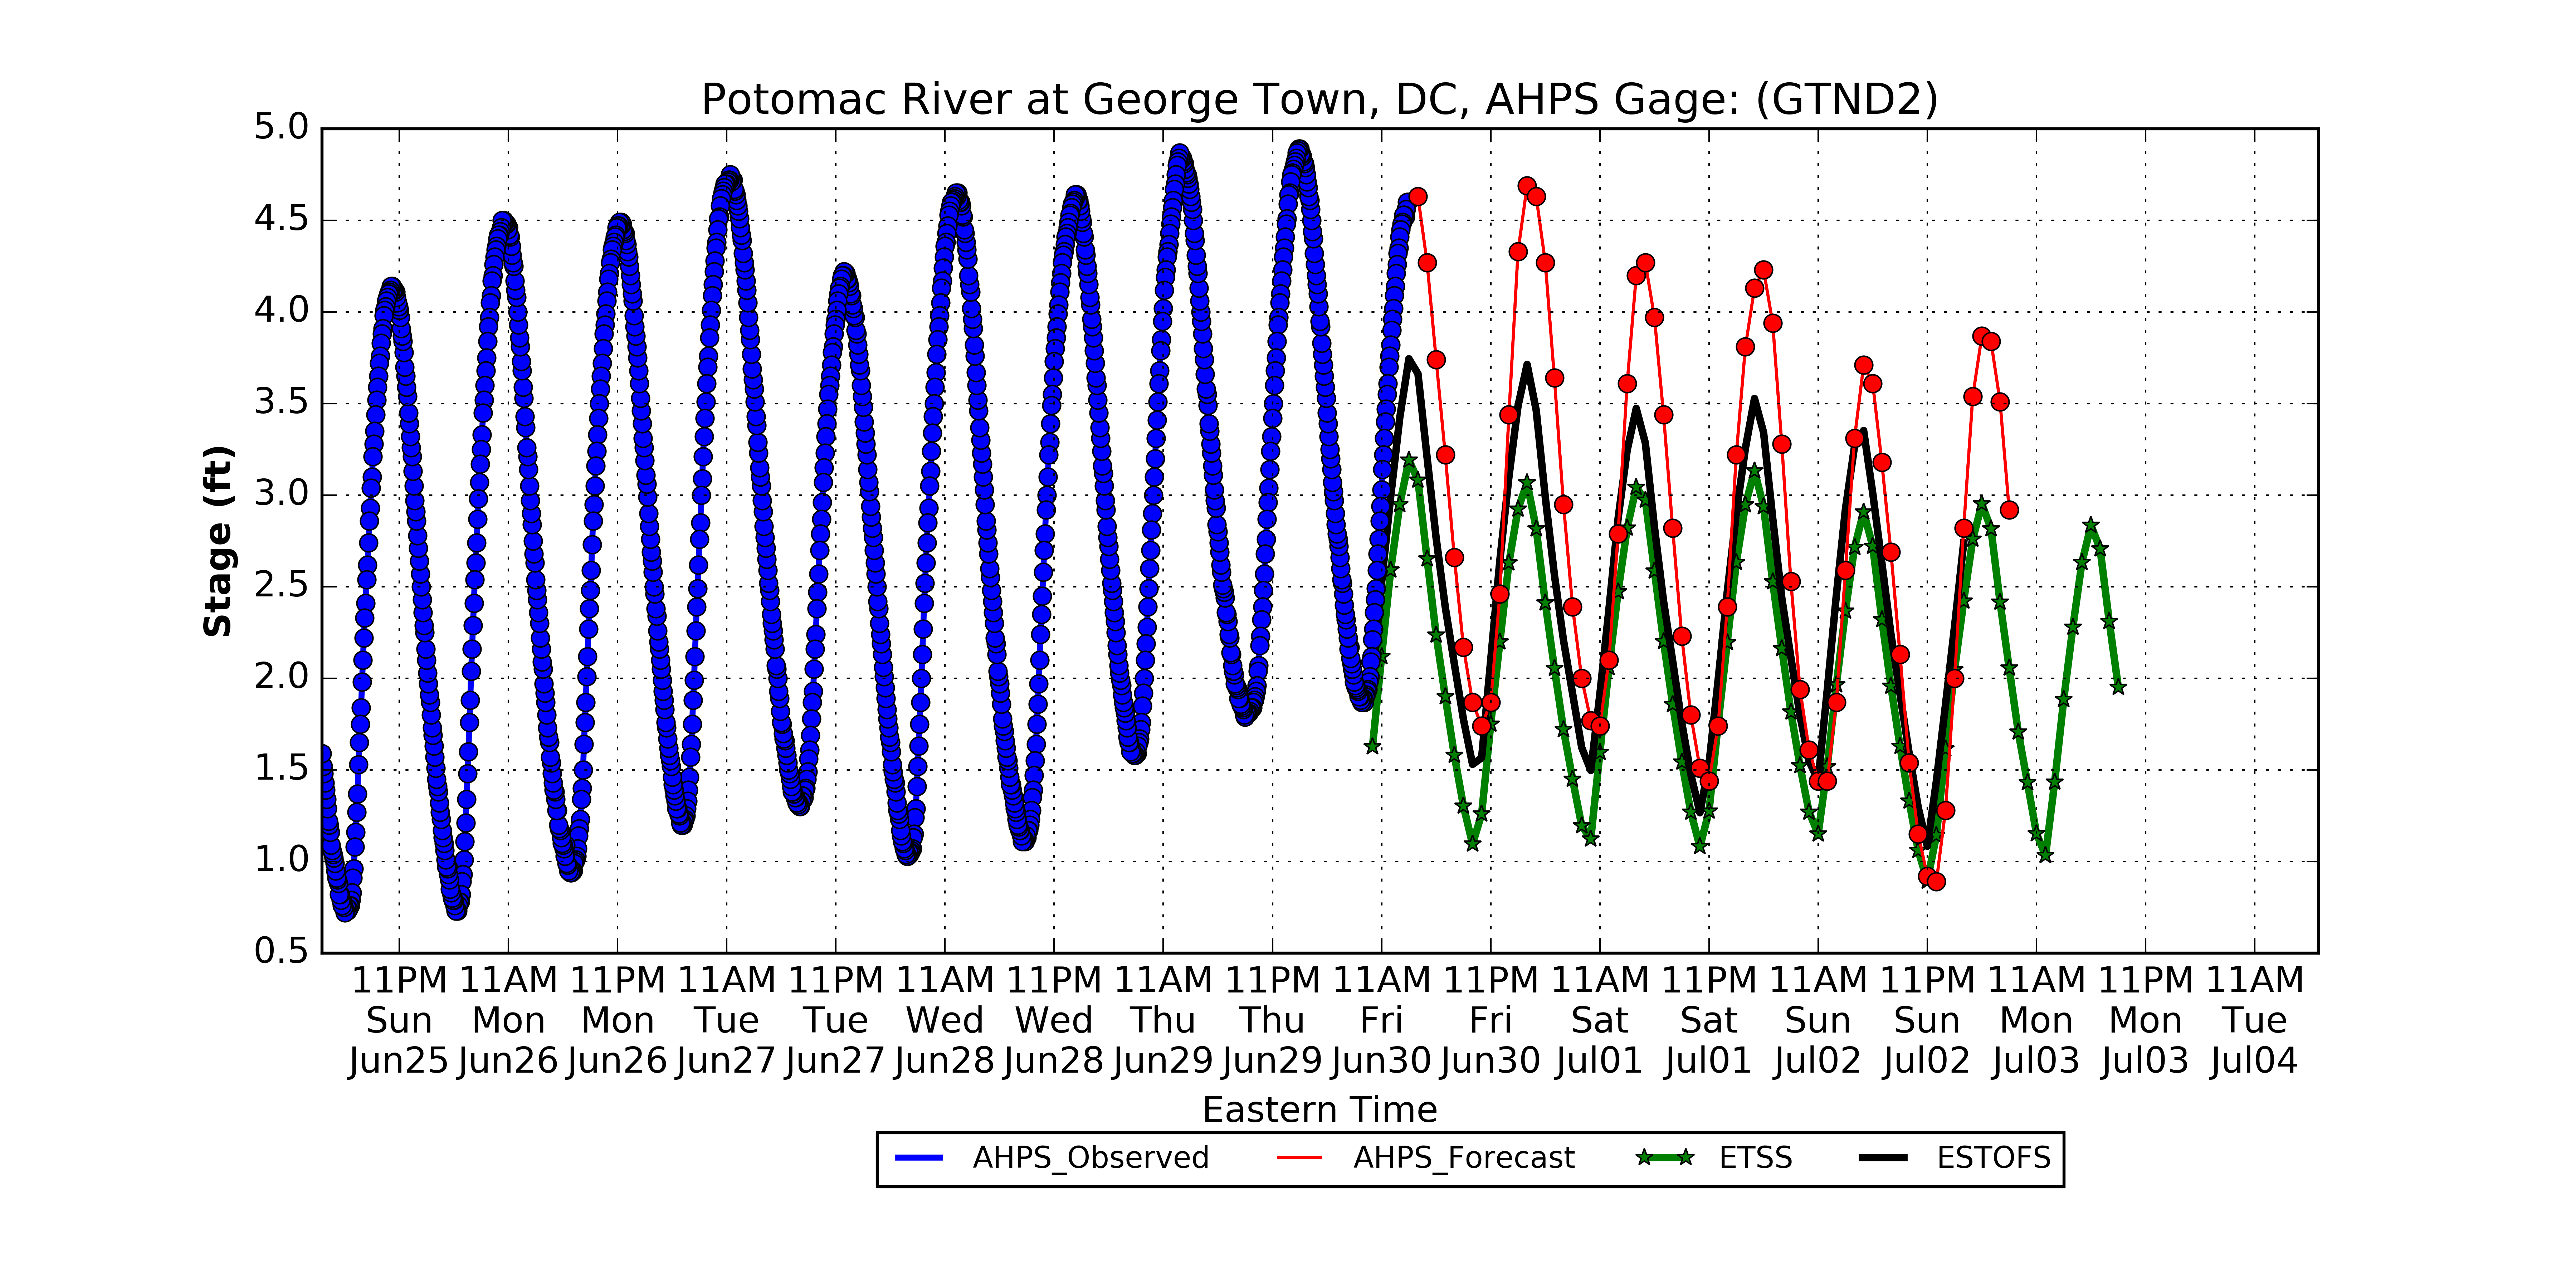 Potomac River at George Town, DC, AHPS Gage: (GTND2)
5.0
4.5
4.0
3.5
3.0
2.5
2.0
1.5
1.0
0.5
Stage (ft)
11PM 11AM 11PM 11AM 11PM 11AM 11PM 11AM 11PM 11AM 11PM 11AM 11PM 11AM 11PM 11AM 11PM 11AM
Sun Mon Mon Tue Tue Wed Wed Thu Thu Fri Fri Sat Sat Sun Sun Mon Mon Tue
Jun25 Jun26 Jun26 Jun27 Jun27 Jun28 Jun28 Jun29 Jun29 Jun30 Jun30 Jul01 Jul01 Jul02 Jul02 Jul03 Jul03 Jul04
Eastern Time
AHPS_Observed AHPS_Forecast ETSS ESTOFS